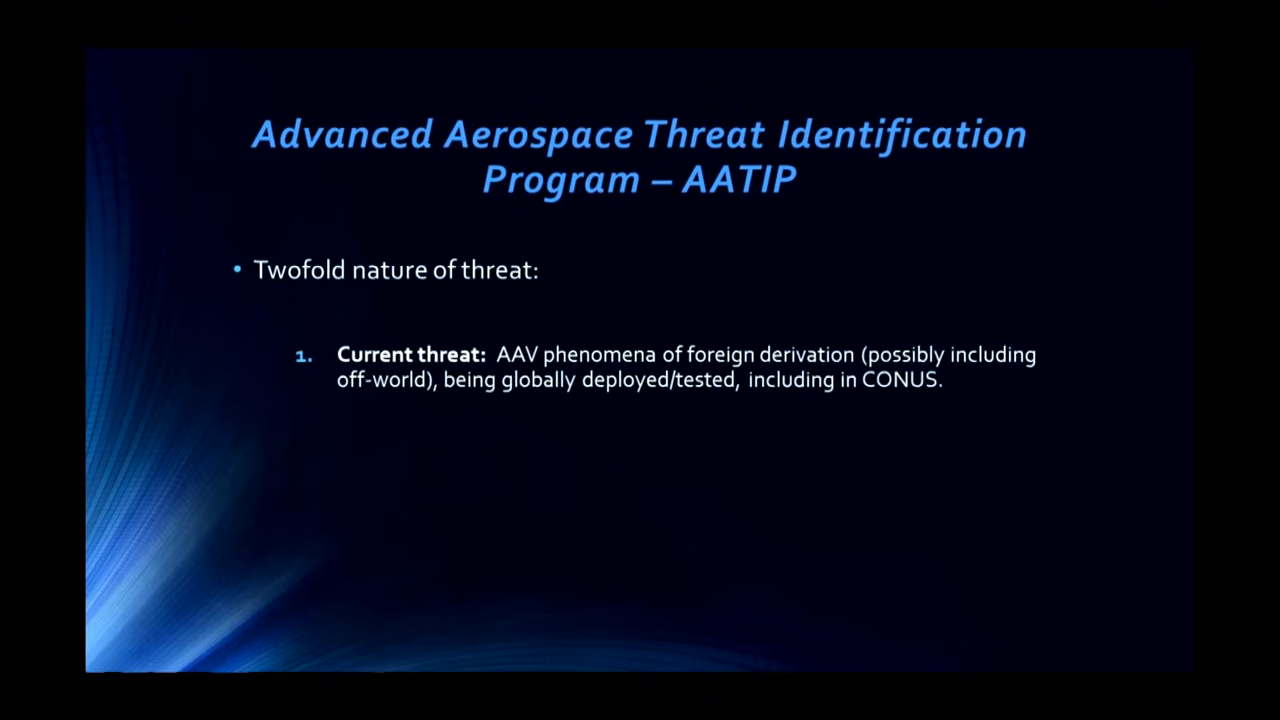 Advanced Aerospace Threat Identification
Program – AATIP
• Twofold nature of threat:
1. Current threat: AAV phenomena of foreign derivation (possibly including
off-world), being globally deployed/tested, including in CONUS.